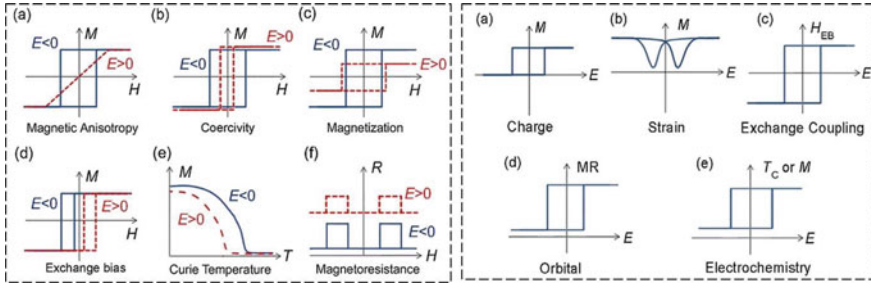 (a)
M
E<0
E>0
H
Magnetic Anisotropy
(b)
M
E<0
E>0
H
Coercivity
(c)
M
E<0
E>0
H
Magnetization
(d)
M
E<0
E>0
H
Exchange bias
(e)
M
E<0
E>0
T
Curie Temperature
(f)
R
E>0
E<0
H
Magnetoresistance
(a)
M
E
Charge
(b)
M
E
Strain
(c)
H_EB
E
Exchange Coupling
(d)
MR
E
Orbital
(e)
T_C or M
E
Electrochemistry